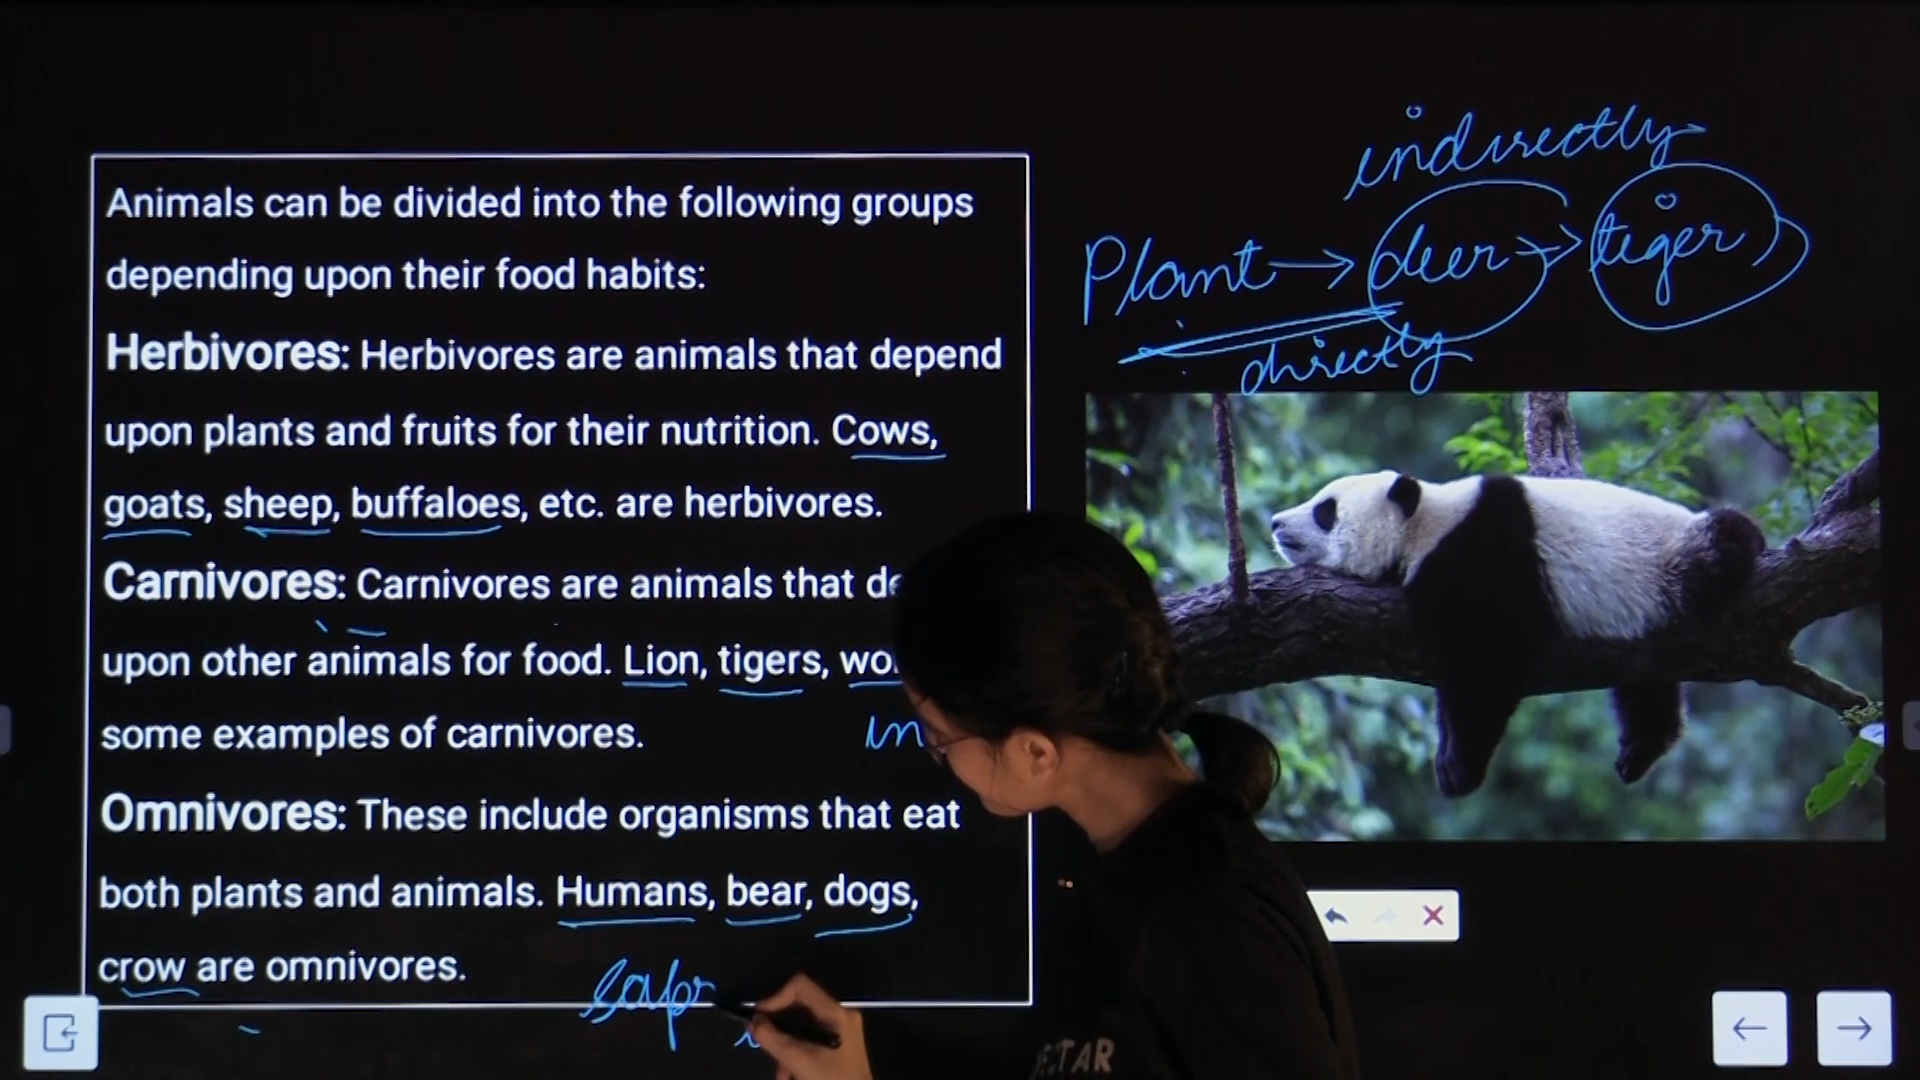 Animals can be divided into the following groups
depending upon their food habits:
Herbivores: Herbivores are animals that depend
upon plants and fruits for their nutrition. Cows,
goats, sheep, buffaloes, etc. are herbivores.
Carnivores: Carnivores are animals that
upon other animals for food. Lion, tigers,
some examples of carnivores.
in
Omnivores: These include organisms that eat
both plants and animals. Humans, bear, dogs,
crow are omnivores.
indirectly
Plant → deer → tiger
directly